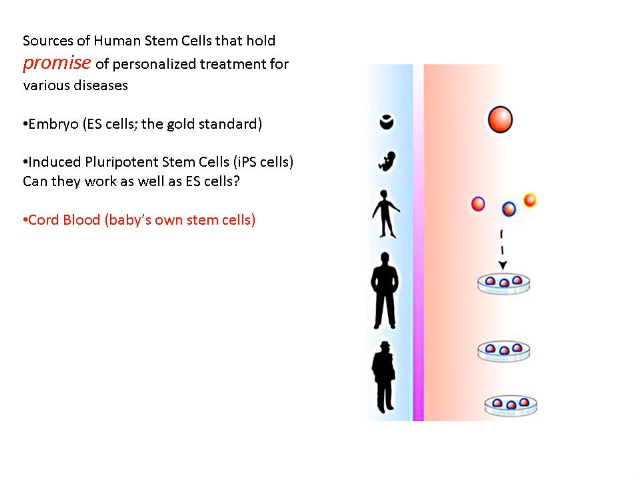 Sources of Human Stem Cells that hold
promise of personalized treatment for
various diseases
•Embryo (ES cells; the gold standard)
•Induced Pluripotent Stem Cells (iPS cells)
Can they work as well as ES cells?
•Cord Blood (baby’s own stem cells)